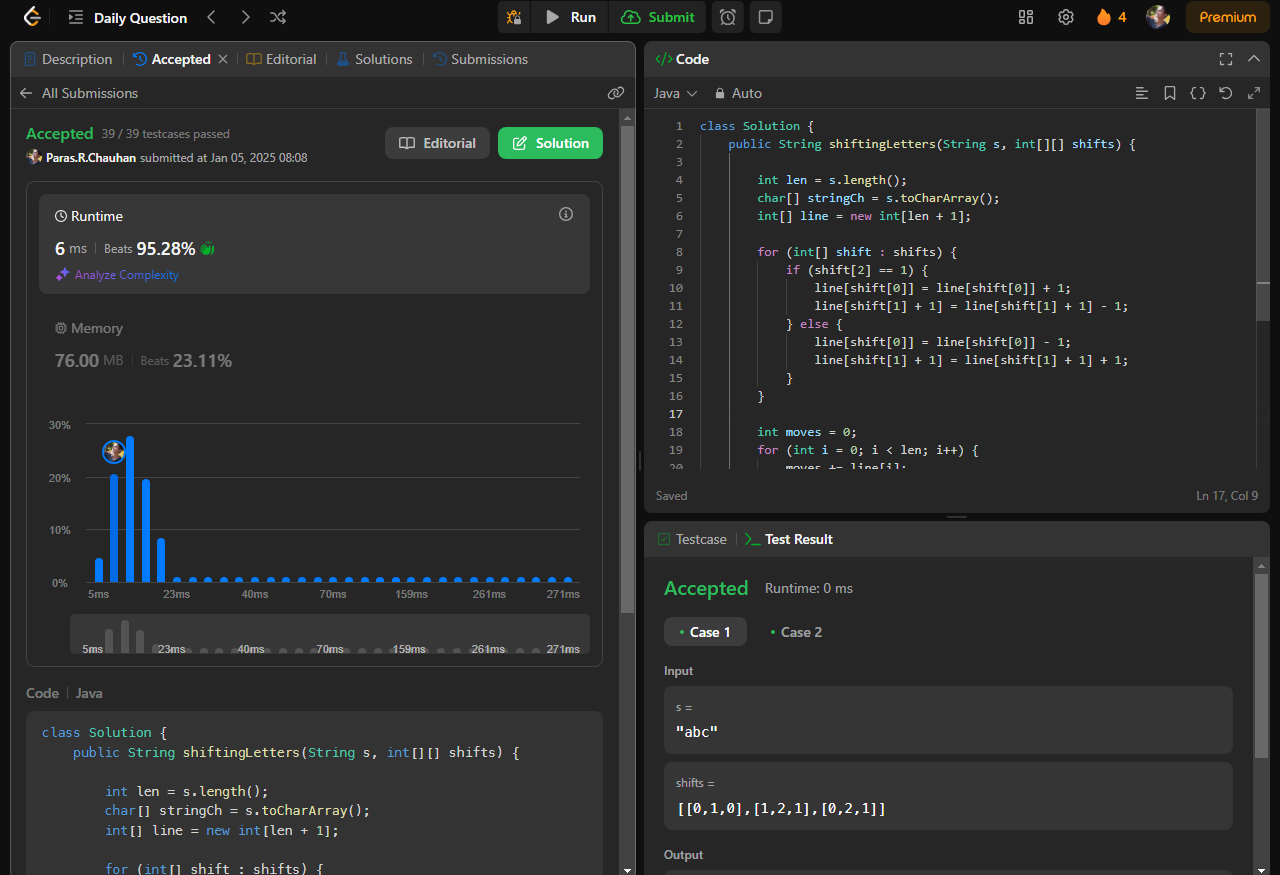 Daily Question
Run
Submit
4
Premium
Description
Accepted
Editorial
Solutions
Submissions
All Submissions
Accepted 39 / 39 testcases passed
Paras.R.Chauhan submitted at Jan 05, 2025 08:08
Editorial
Solution
Runtime
6 ms Beats 95.28%
Analyze Complexity
Memory
76.00 MB Beats 23.11%
30%
20%
10%
0%
5ms 23ms 40ms 70ms 159ms 261ms 271ms
5ms 23ms 40ms 70ms 159ms 261ms 271ms
Code Java
class Solution {
public String shiftingLetters(String s, int[][] shifts) {
int len = s.length();
char[] stringCh = s.toCharArray();
int[] line = new int[len + 1];
for (int[] shift : shifts) {
</> Code
Java Auto
1 class Solution {
2 public String shiftingLetters(String s, int[][] shifts) {
3
4 int len = s.length();
5 char[] stringCh = s.toCharArray();
6 int[] line = new int[len + 1];
7
8 for (int[] shift : shifts) {
9 if (shift[2] == 1) {
10 line[shift[0]] = line[shift[0]] + 1;
11 line[shift[1] + 1] = line[shift[1] + 1] - 1;
12 } else {
13 line[shift[0]] = line[shift[0]] - 1;
14 line[shift[1] + 1] = line[shift[1] + 1] + 1;
15 }
16 }
17
18 int moves = 0;
19 for (int i = 0; i < len; i++) {
20 moves += line[i];
Saved
Ln 17, Col 9
Testcase
Test Result
Accepted Runtime: 0 ms
• Case 1
• Case 2
Input
s =
"abc"
shifts =
[[0,1,0],[1,2,1],[0,2,1]]
Output